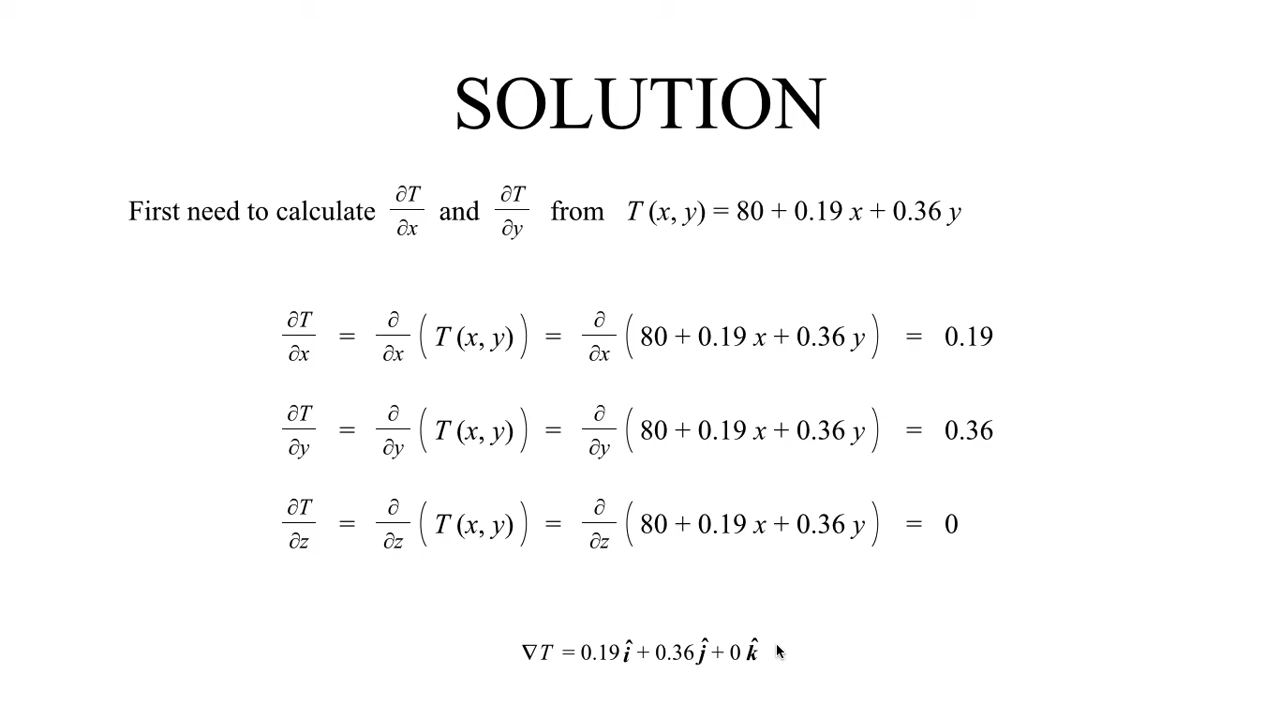 SOLUTION
First need to calculate ∂T/∂x and ∂T/∂y from T (x, y) = 80 + 0.19 x + 0.36 y
∂T/∂x = ∂/∂x ( T (x, y) ) = ∂/∂x ( 80 + 0.19 x + 0.36 y ) = 0.19
∂T/∂y = ∂/∂y ( T (x, y) ) = ∂/∂y ( 80 + 0.19 x + 0.36 y ) = 0.36
∂T/∂z = ∂/∂z ( T (x, y) ) = ∂/∂z ( 80 + 0.19 x + 0.36 y ) = 0
∇T = 0.19 î + 0.36 ĵ + 0 k̂